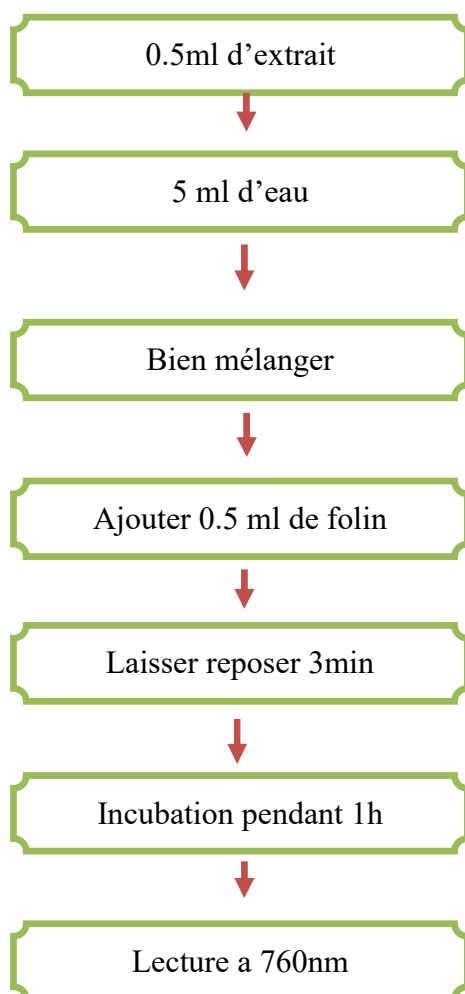 0.5ml d’extrait
5 ml d’eau
Bien mélanger
Ajouter 0.5 ml de folin
Laisser reposer 3min
Incubation pendant 1h
Lecture a 760nm